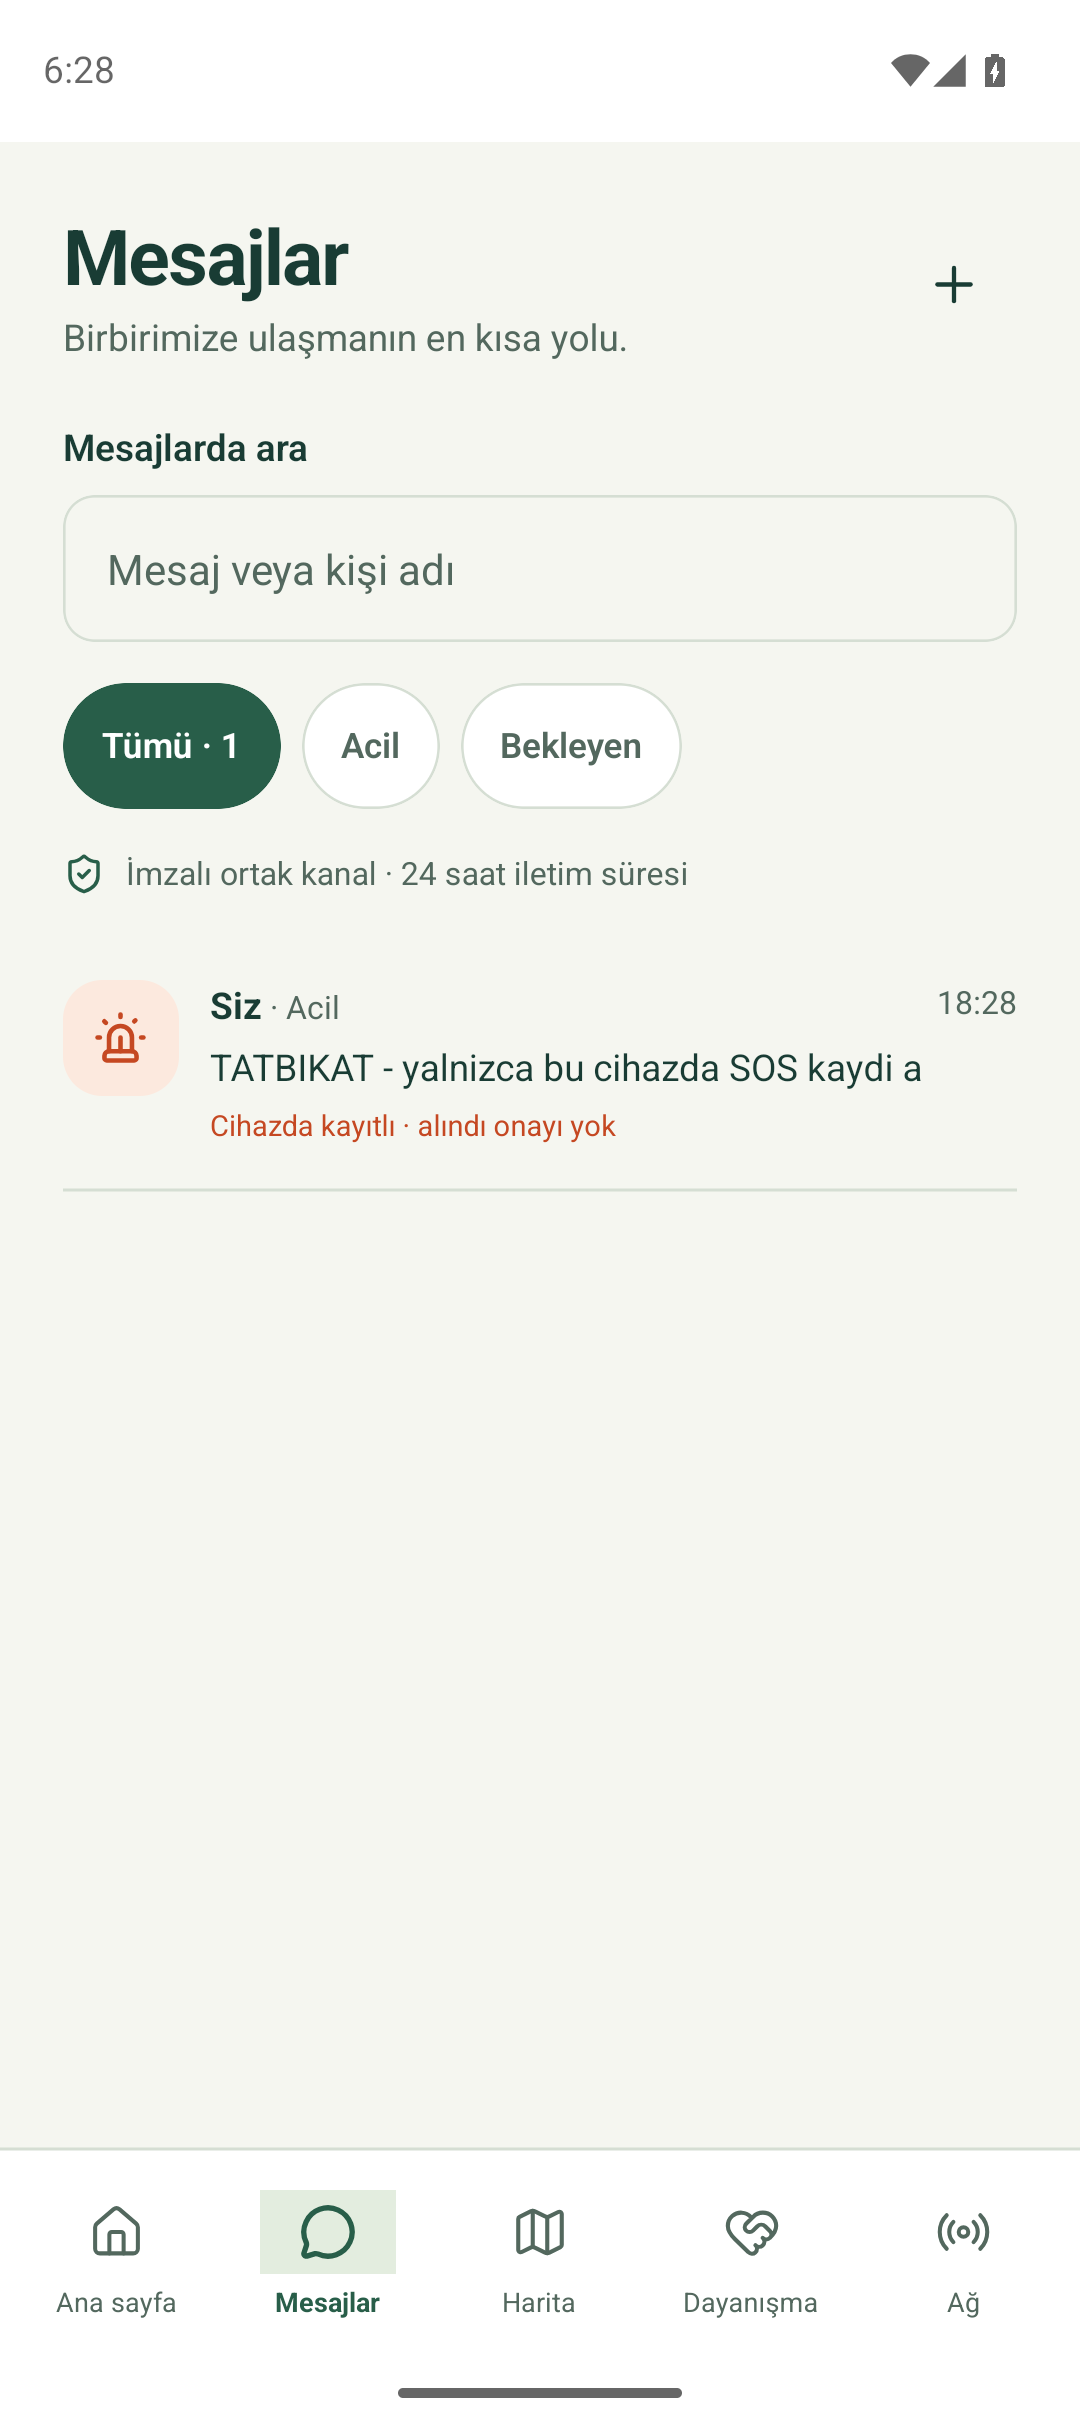 6:28
Mesajlar
Birbirimize ulaşmanın en kısa yolu.
Mesajlarda ara
Mesaj veya kişi adı
Tümü · 1
Acil
Bekleyen
İmzalı ortak kanal · 24 saat iletim süresi
Siz · Acil
18:28
TATBIKAT - yalnizca bu cihazda SOS kaydi a
Cihazda kayıtlı · alındı onayı yok
Ana sayfa
Mesajlar
Harita
Dayanışma
Ağ